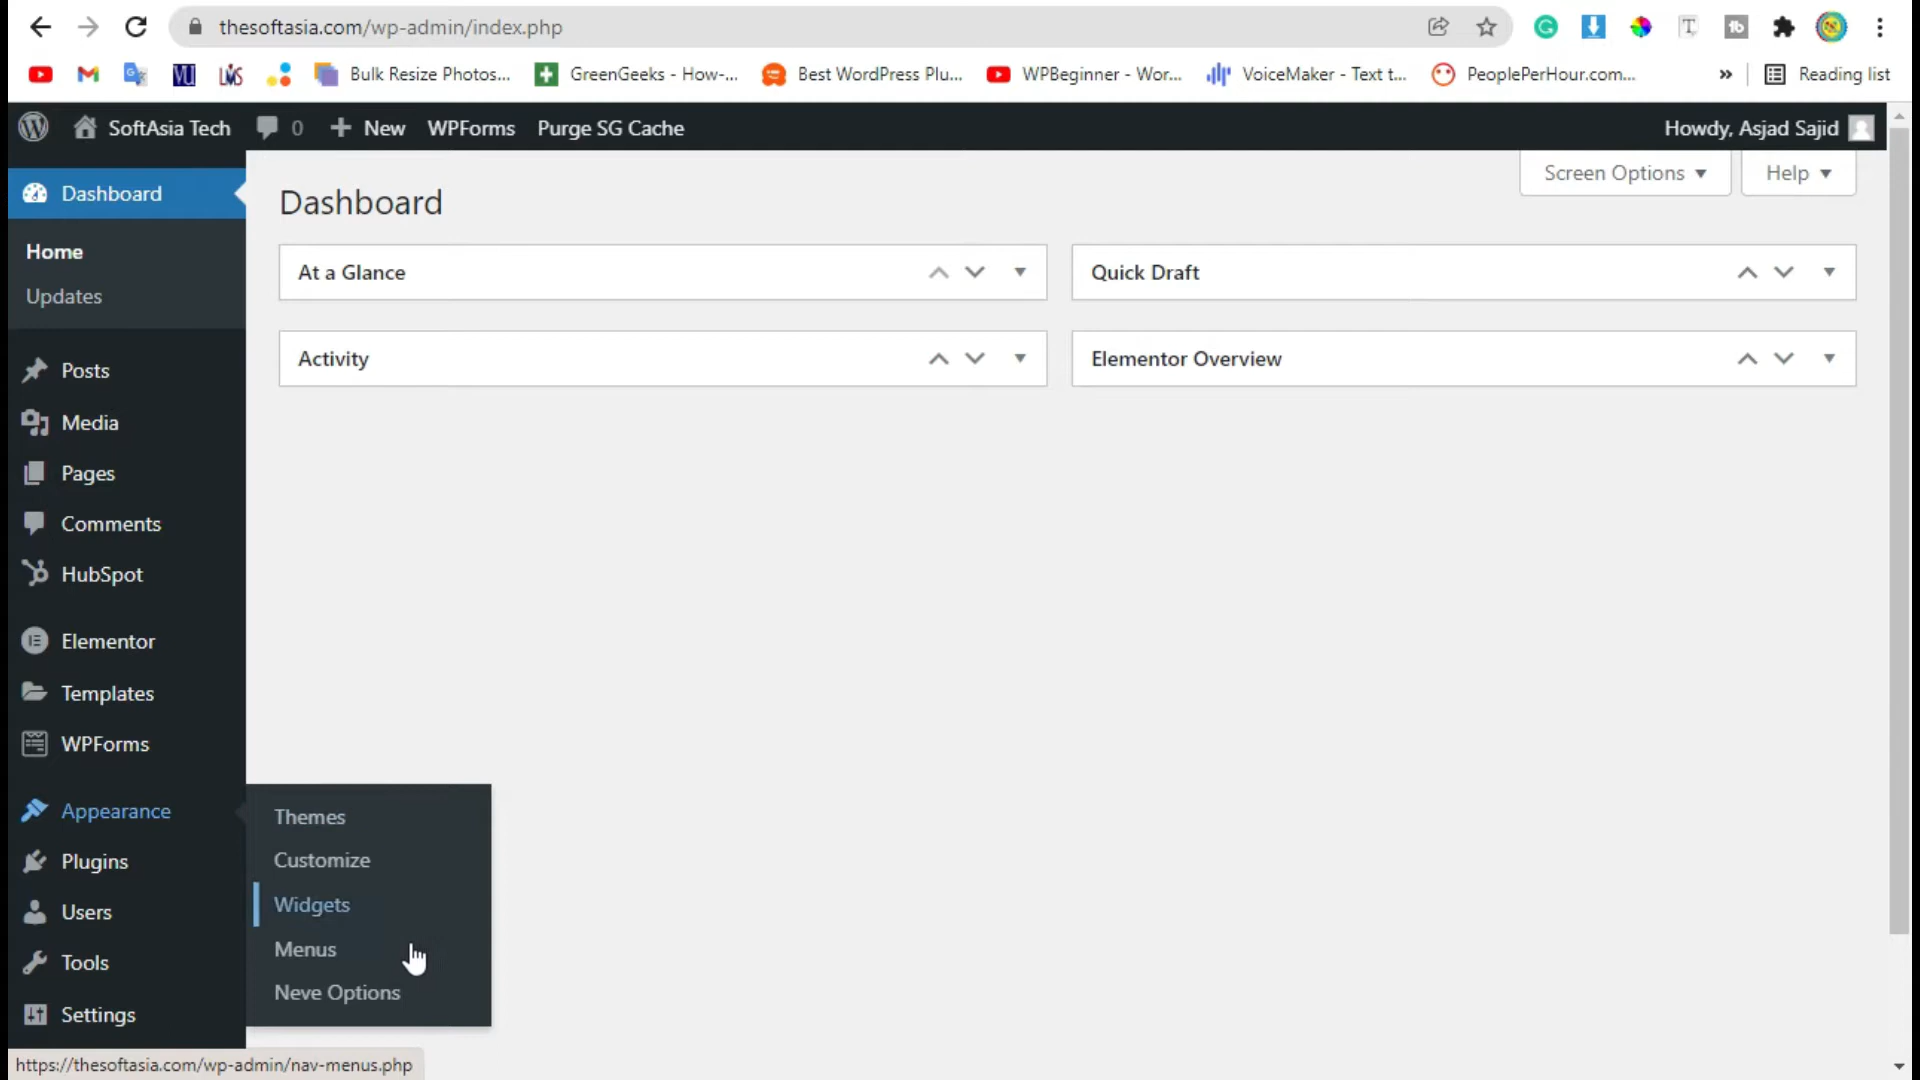 thesoftasia.com/wp-admin/index.php
Bulk Resize Photos... GreenGeeks - How-... Best WordPress Plu... WPBeginner - Wor... VoiceMaker - Text t... PeoplePerHour.com... » Reading list
SoftAsia Tech 0 + New WPForms Purge SG Cache Howdy, Asjad Sajid
Screen Options ▼ Help ▼
Dashboard
Home
Updates
Posts
Media
Pages
Comments
HubSpot
Elementor
Templates
WPForms
Appearance
Plugins
Users
Tools
Settings
Dashboard
At a Glance
Quick Draft
Activity
Elementor Overview
Themes
Customize
Widgets
Menus
Neve Options
https://thesoftasia.com/wp-admin/nav-menus.php